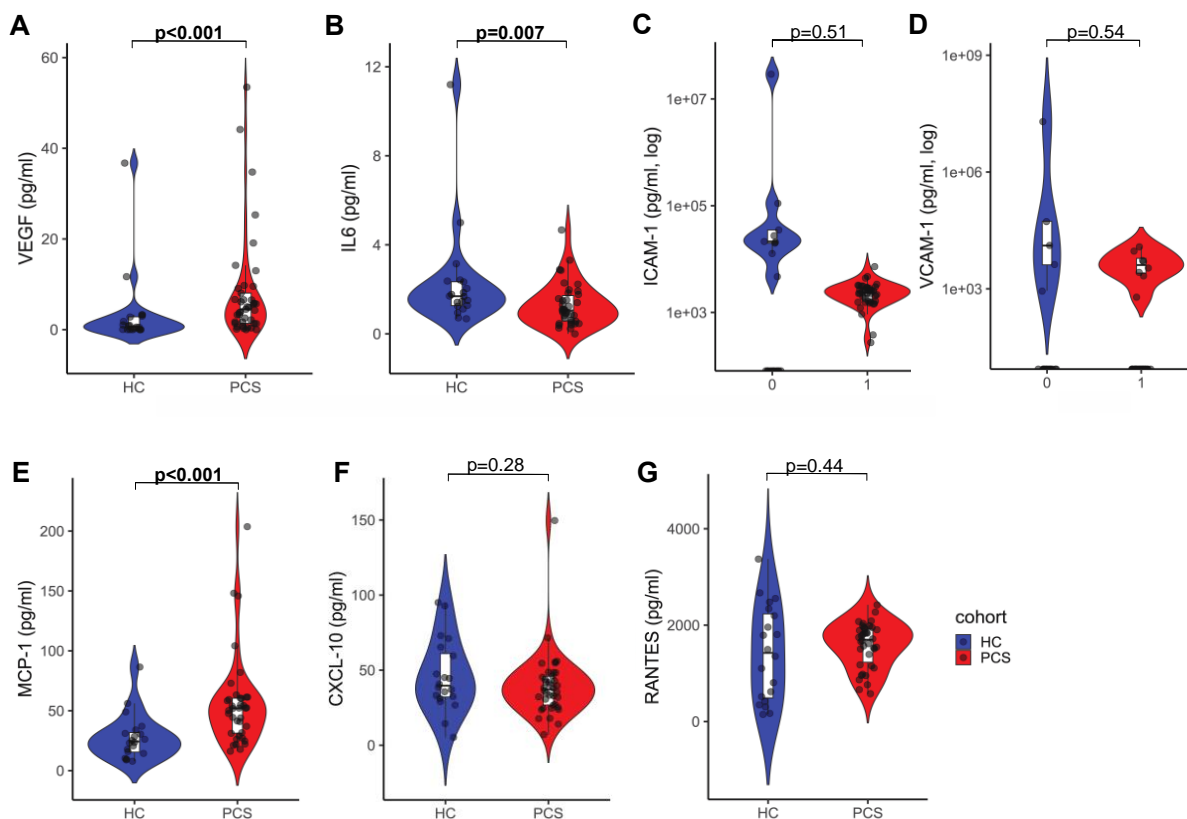 A
p<0.001
VEGF (pg/ml)
60
40
20
0
HC
PCS
B
p=0.007
IL6 (pg/ml)
12
8
4
0
HC
PCS
C
p=0.51
ICAM-1 (pg/ml, log)
1e+07
1e+05
1e+03
0
1
D
p=0.54
VCAM-1 (pg/ml, log)
1e+09
1e+06
1e+03
0
1
E
p<0.001
MCP-1 (pg/ml)
200
150
100
50
0
HC
PCS
F
p=0.28
CXCL-10 (pg/ml)
150
100
50
0
HC
PCS
G
p=0.44
RANTES (pg/ml)
4000
2000
0
HC
PCS
cohort
HC
PCS